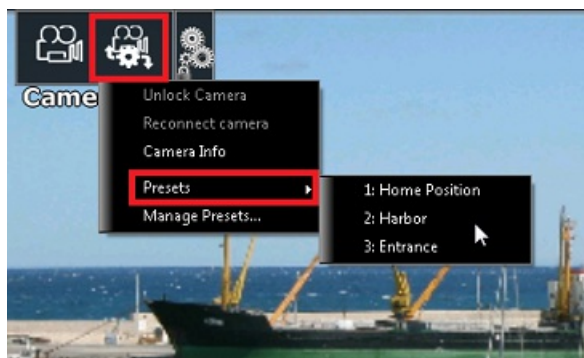 Came
Unlock Camera
Reconnect camera
Camera Info
Presets
Manage Presets...
1: Home Position
2: Harbor
3: Entrance